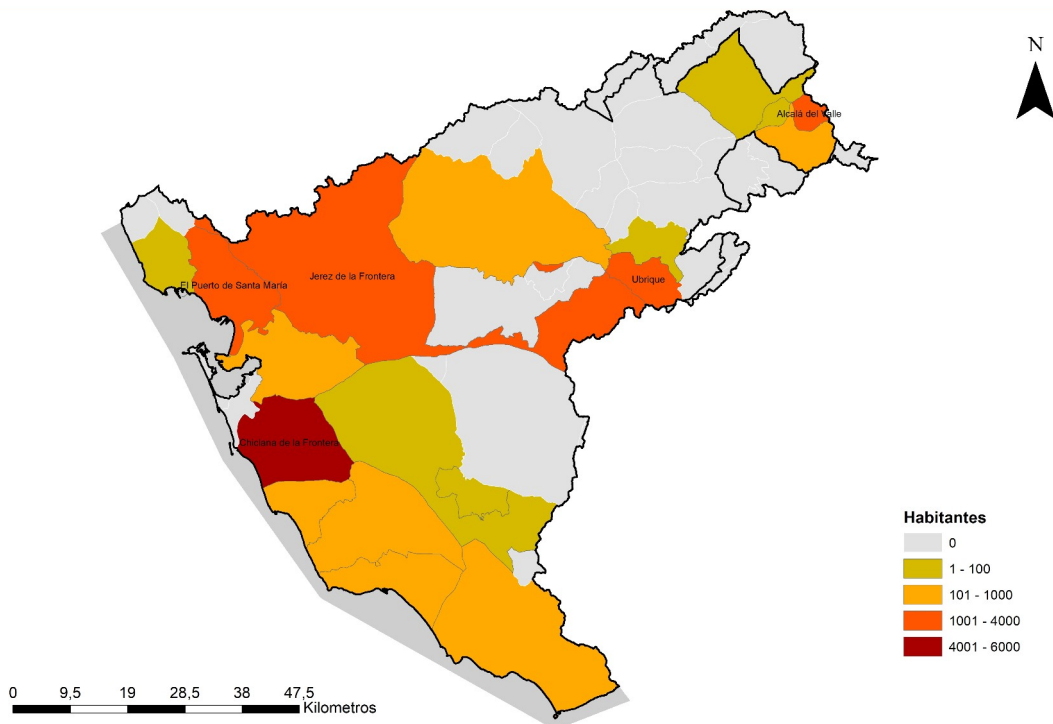 N
Alcalá del Valle
Jerez de la Frontera
Ubrique
El Puerto de Santa María
Chiclana de la Frontera
Habitantes
0
1 - 100
101 - 1000
1001 - 4000
4001 - 6000
0 9,5 19 28,5 38 47,5
Kilometros